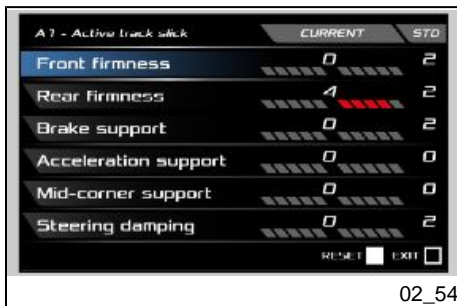 A1 - Active track slick CURRENT STD
Front firmness 0 2
Rear firmness 4 2
Brake support 0 2
Acceleration support 0 0
Mid-corner support 0 0
Steering damping 0 2
RESET EXIT
02_54